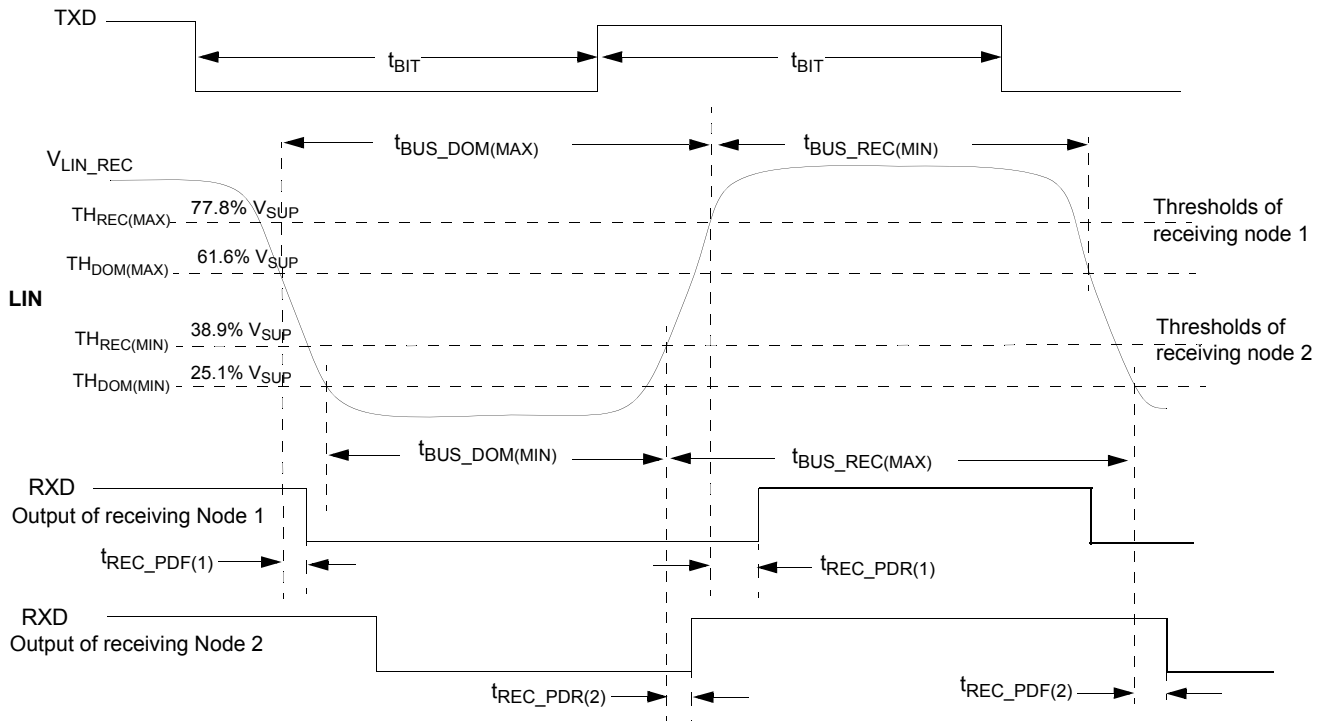 TXD
tBIT
tBIT
tBUS_DOM(MAX)
tBUS_REC(MIN)
VLIN_REC
THREC(MAX) 77.8% VSUP
Thresholds of
receiving node 1
THDOM(MAX) 61.6% VSUP
LIN
THREC(MIN) 38.9% VSUP
Thresholds of
receiving node 2
THDOM(MIN) 25.1% VSUP
tBUS_DOM(MIN)
tBUS_REC(MAX)
RXD
Output of receiving Node 1
tREC_PDF(1)
tREC_PDR(1)
RXD
Output of receiving Node 2
tREC_PDR(2)
tREC_PDF(2)